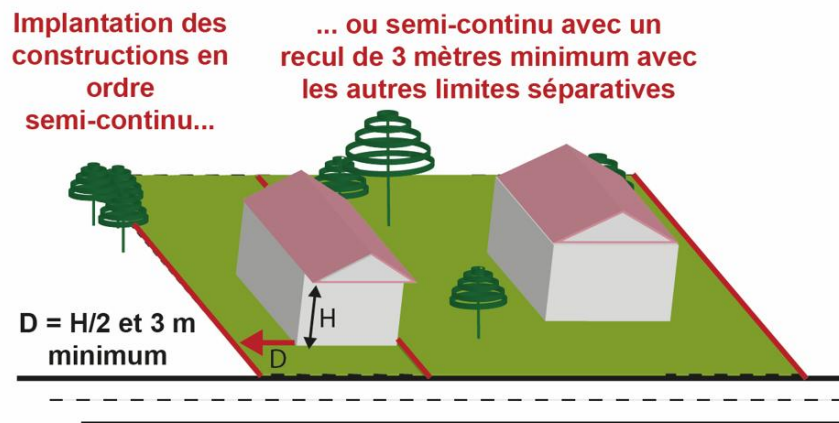 Implantation des
constructions en
ordre
semi-continu...
... ou semi-continu avec un
recul de 3 mètres minimum avec
les autres limites séparatives
D = H/2 et 3 m
minimum
H
D